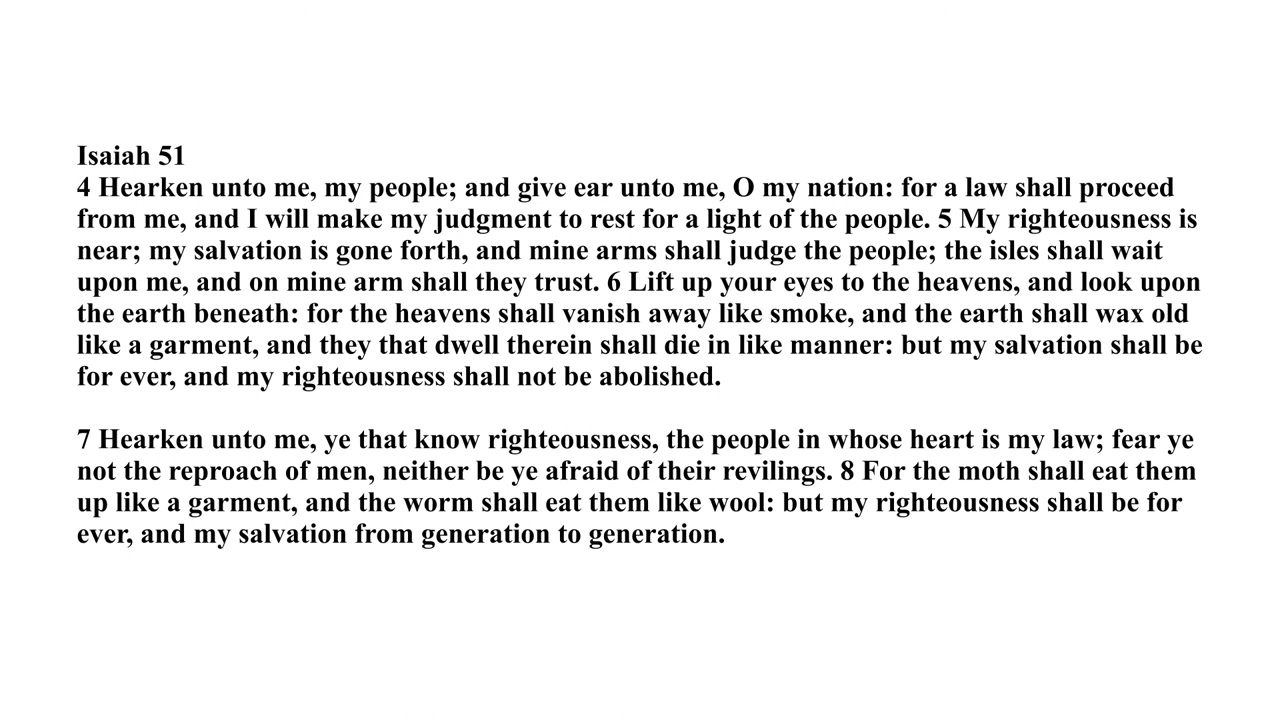 Isaiah 51
4 Hearken unto me, my people; and give ear unto me, O my nation: for a law shall proceed
from me, and I will make my judgment to rest for a light of the people. 5 My righteousness is
near; my salvation is gone forth, and mine arms shall judge the people; the isles shall wait
upon me, and on mine arm shall they trust. 6 Lift up your eyes to the heavens, and look upon
the earth beneath: for the heavens shall vanish away like smoke, and the earth shall wax old
like a garment, and they that dwell therein shall die in like manner: but my salvation shall be
for ever, and my righteousness shall not be abolished.
7 Hearken unto me, ye that know righteousness, the people in whose heart is my law; fear ye
not the reproach of men, neither be ye afraid of their revilings. 8 For the moth shall eat them
up like a garment, and the worm shall eat them like wool: but my righteousness shall be for
ever, and my salvation from generation to generation.